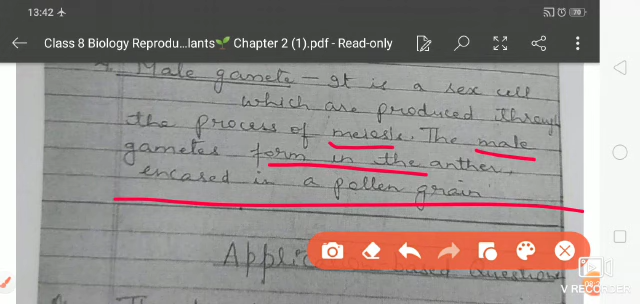 13:42
79
Class 8 Biology Reprodu...lants🌱 Chapter 2 (1).pdf - Read-only
Male gamete - It is a sex cell
which are produced through
the process of meiosis. The male
gametes form in the anther,
encased in a pollen grain
Application based Question
V RECORDER